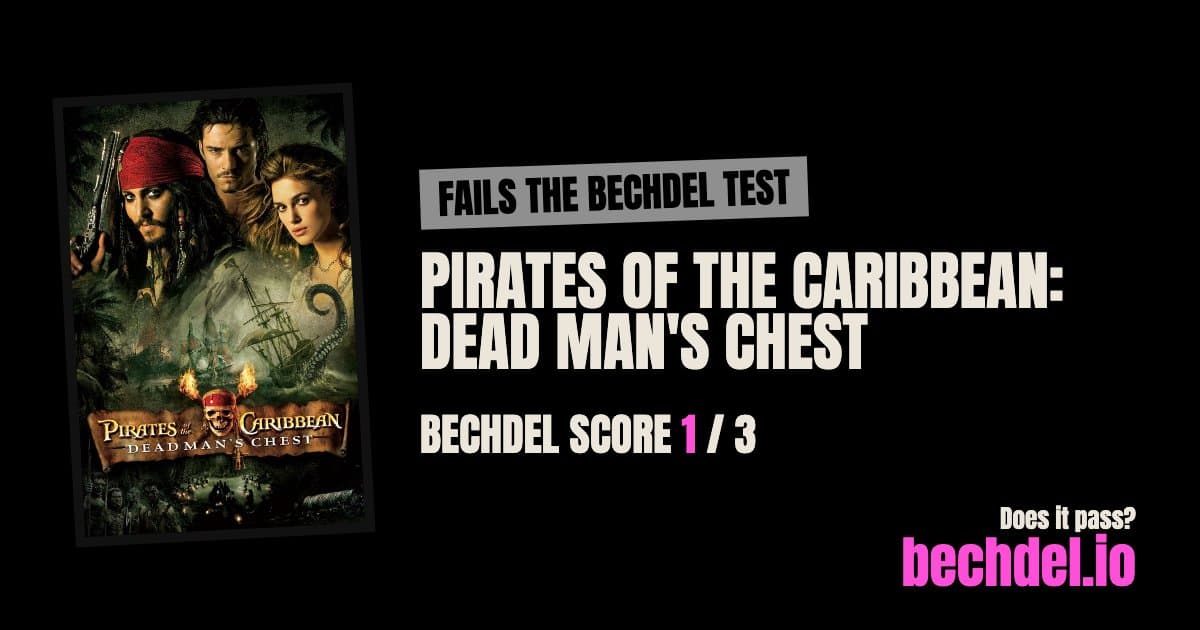 FAILS THE BECHDEL TEST
PIRATES OF THE CARIBBEAN:
DEAD MAN'S CHEST
BECHDEL SCORE 1 / 3
PIRATES of the CARIBBEAN
DEAD MAN'S CHEST
Does it pass?
bechdel.io